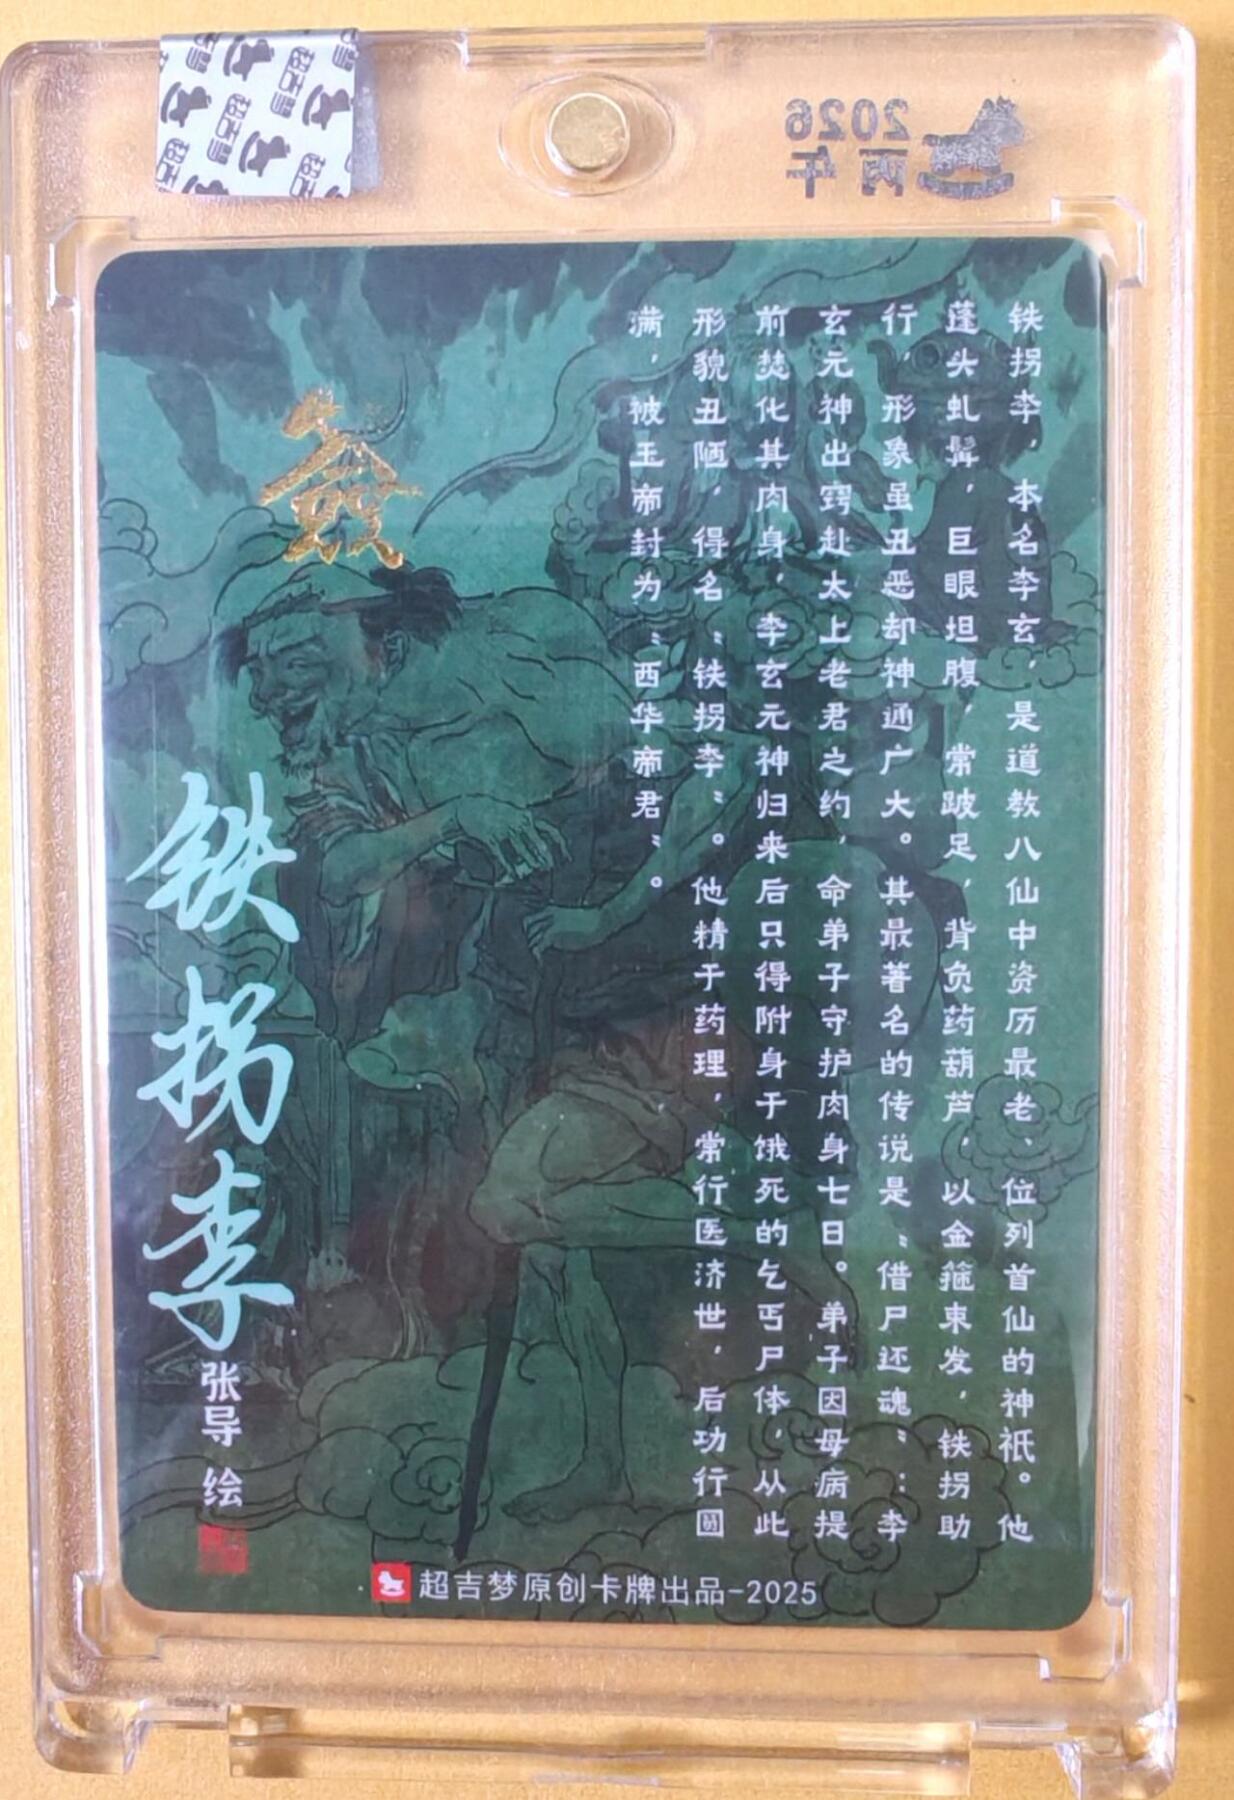 2026
丙午
超吉梦
铁拐李，本名李玄，是道教八仙中资历最老、位列首仙的神祇。他
蓬头虬髯，巨眼坦腹，常跛足，背负药葫芦，以金箍束发，铁拐助
行，形象虽丑恶却神通广大。其最著名的传说是“借尸还魂”：李
玄元神出窍赴太上老君之约，命弟子守护肉身七日。弟子因母病提
前焚化其肉身，李玄元神归来后只得附身于饿死的乞丐尸体，从此
形貌丑陋，得名“铁拐李”。他精于药理，常行医济世，后功行圆
满，被玉帝封为“西华帝君”。
铁拐李
张导 绘
超吉梦原创卡牌出品-2025